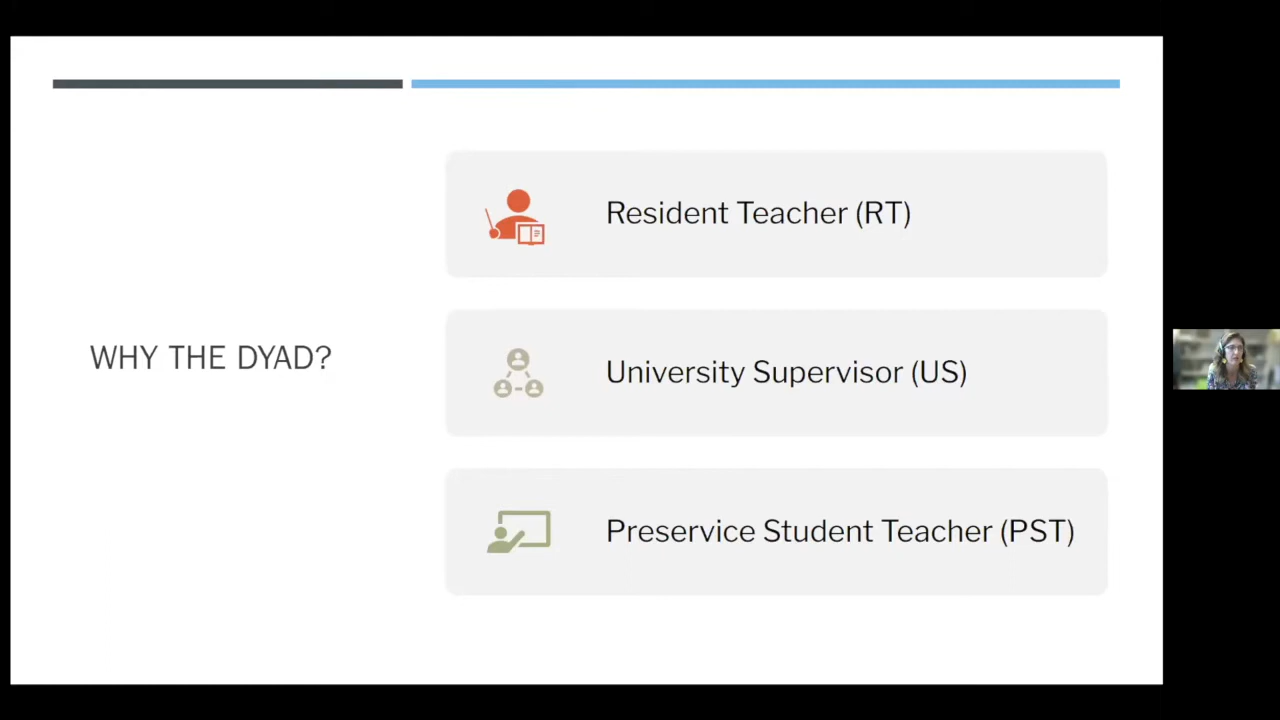 WHY THE DYAD?
Resident Teacher (RT)
University Supervisor (US)
Preservice Student Teacher (PST)